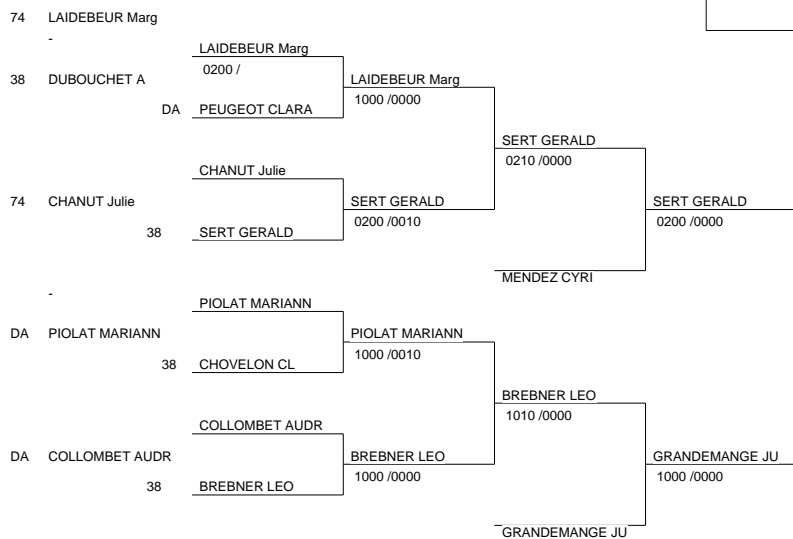 74 LAIDEBEUR Marg
-
LAIDEBEUR Marg
0200 /
38 DUBOUCHET A
LAIDEBEUR Marg
1000 /0000
DA PEUGEOT CLARA
SERT GERALD
0210 /0000
CHANUT Julie
74 CHANUT Julie
SERT GERALD
0200 /0010
SERT GERALD
0200 /0000
38 SERT GERALD
MENDEZ CYRI
-
PIOLAT MARIANN
DA PIOLAT MARIANN
PIOLAT MARIANN
1000 /0010
38 CHOVELON CL
BREBNER LEO
1010 /0000
COLLOMBET AUDR
DA COLLOMBET AUDR
BREBNER LEO
1000 /0000
GRANDEMANGE JU
1000 /0000
38 BREBNER LEO
GRANDEMANGE JU